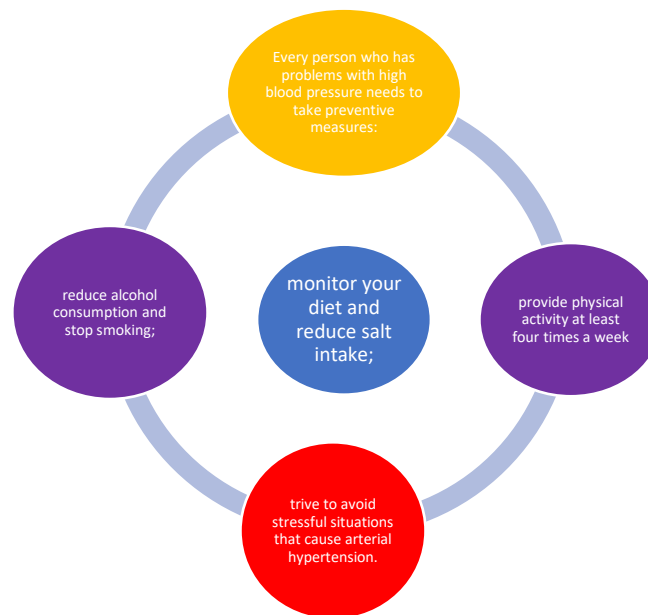 Every person who has
problems with high
blood pressure needs to
take preventive
measures:
reduce alcohol
consumption and
stop smoking;
monitor your
diet and
reduce salt
intake;
provide physical
activity at least
four times a week
trive to avoid
stressful situations
that cause arterial
hypertension.